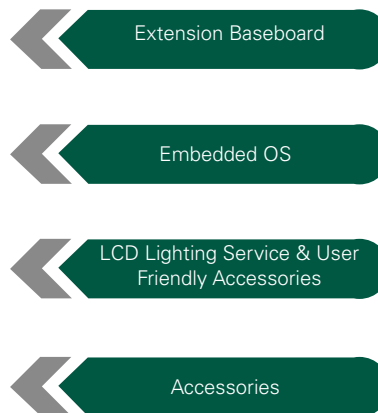 Extension Baseboard
Embedded OS
LCD Lighting Service & User
Friendly Accessories
Accessories